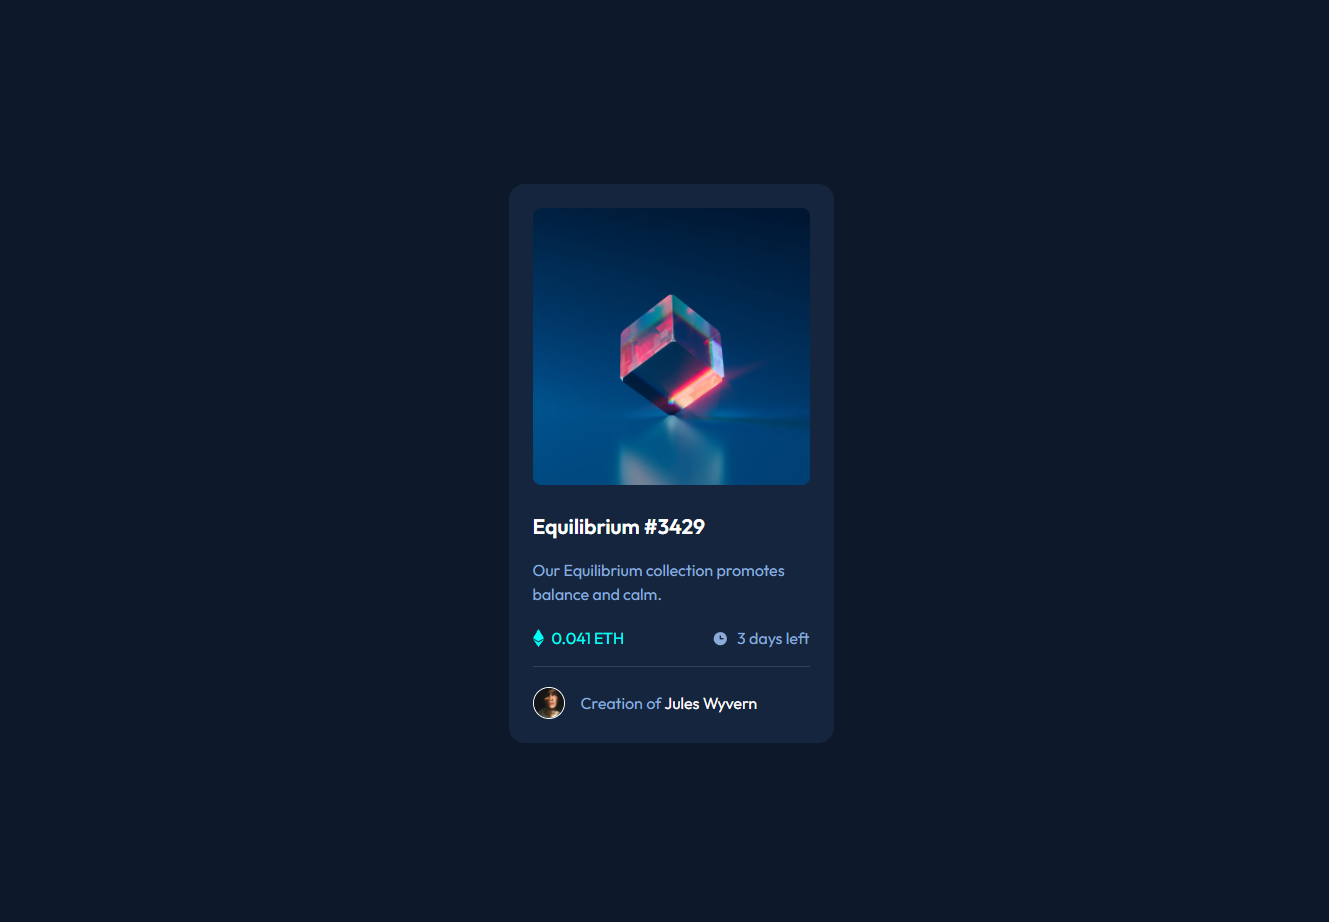 Equilibrium #3429
Our Equilibrium collection promotes
balance and calm.
0.041 ETH
3 days left
Creation of Jules Wyvern